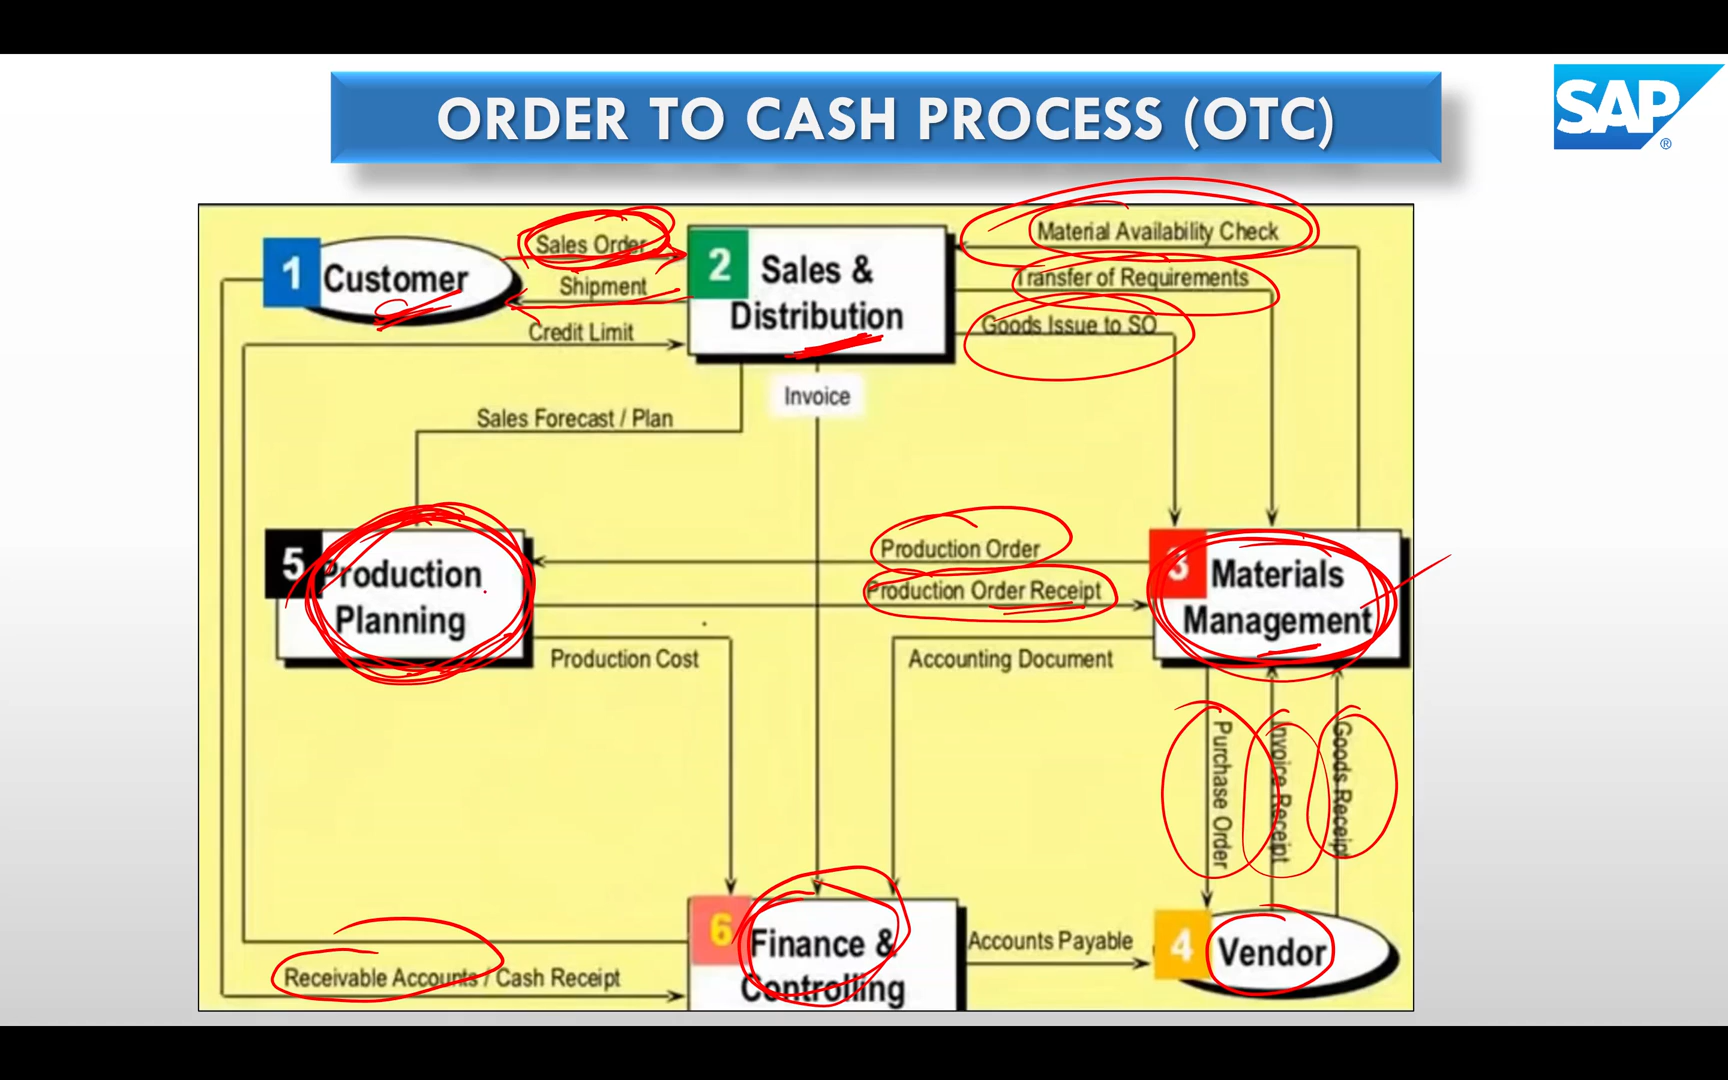 ORDER TO CASH PROCESS (OTC)
SAP
®
1
Customer
Sales Order
Shipment
Credit Limit
2
Sales &
Distribution
Material Availability Check
Transfer of Requirements
Goods Issue to SO
Invoice
Sales Forecast / Plan
5
Production
Planning
Production Order
Production Order Receipt
3
Materials
Management
Production Cost
Accounting Document
Purchase Order
Invoice Receipt
Goods Receipt
6
Finance &
Controlling
Accounts Payable
4
Vendor
Receivable Accounts / Cash Receipt